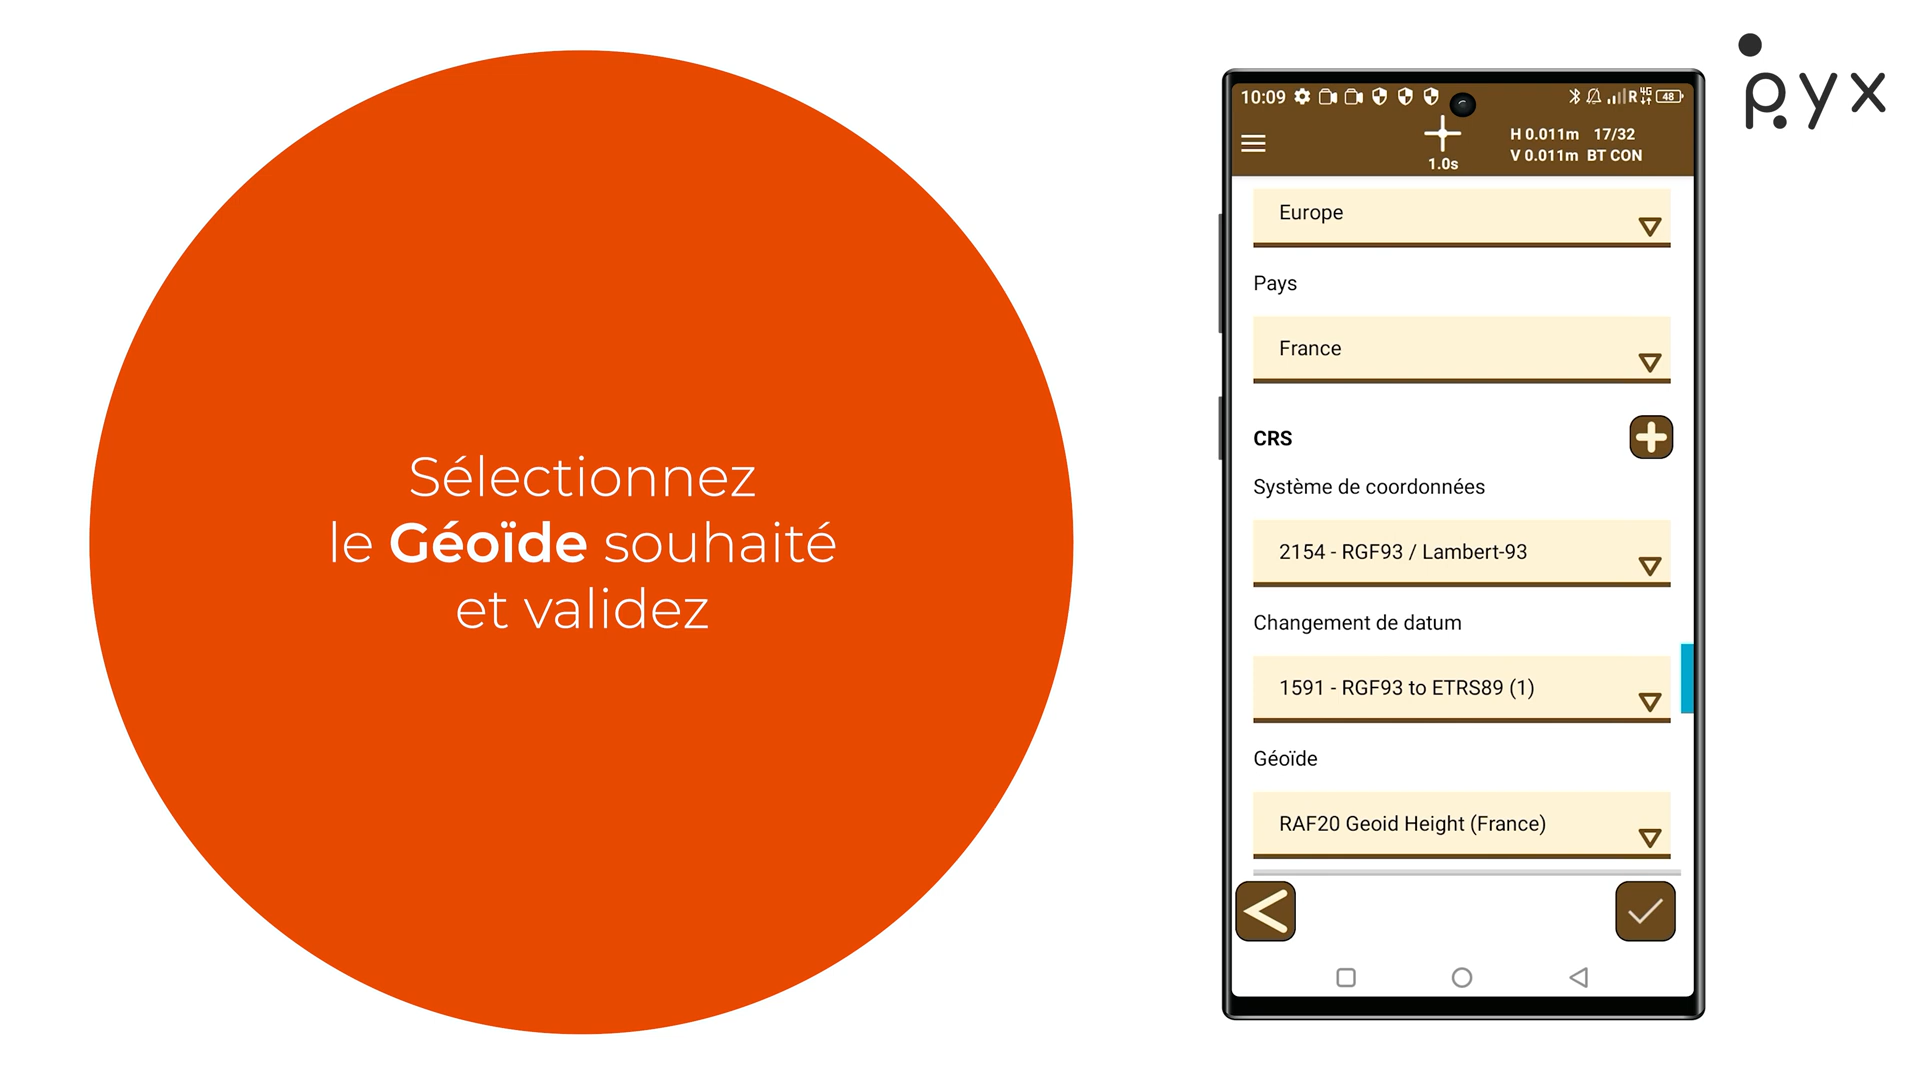 Sélectionnez
le Géoïde souhaité
et validez
10:09
R 4G 48
1.0s
H 0.011m 17/32
V 0.011m BT CON
Europe
Pays
France
CRS
Système de coordonnées
2154 - RGF93 / Lambert-93
Changement de datum
1591 - RGF93 to ETRS89 (1)
Géoïde
RAF20 Geoid Height (France)
pyx